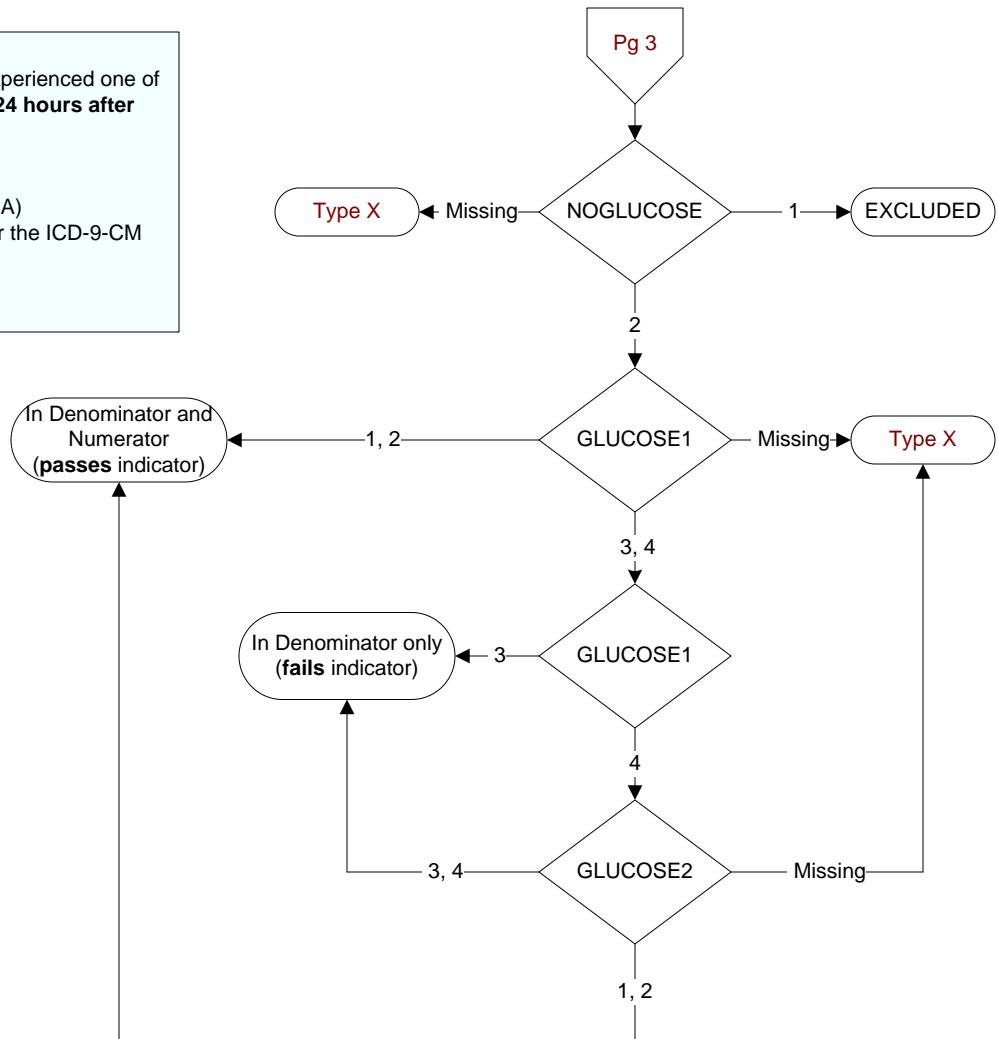 perienced one of
24 hours after
A)
r the ICD-9-CM
Pg 3
Type X
Missing
NOGLUCOSE
1
EXCLUDED
2
In Denominator and
Numerator
(passes indicator)
1, 2
GLUCOSE1
Missing
Type X
3, 4
In Denominator only
(fails indicator)
3
GLUCOSE1
4
3, 4
GLUCOSE2
Missing
1, 2